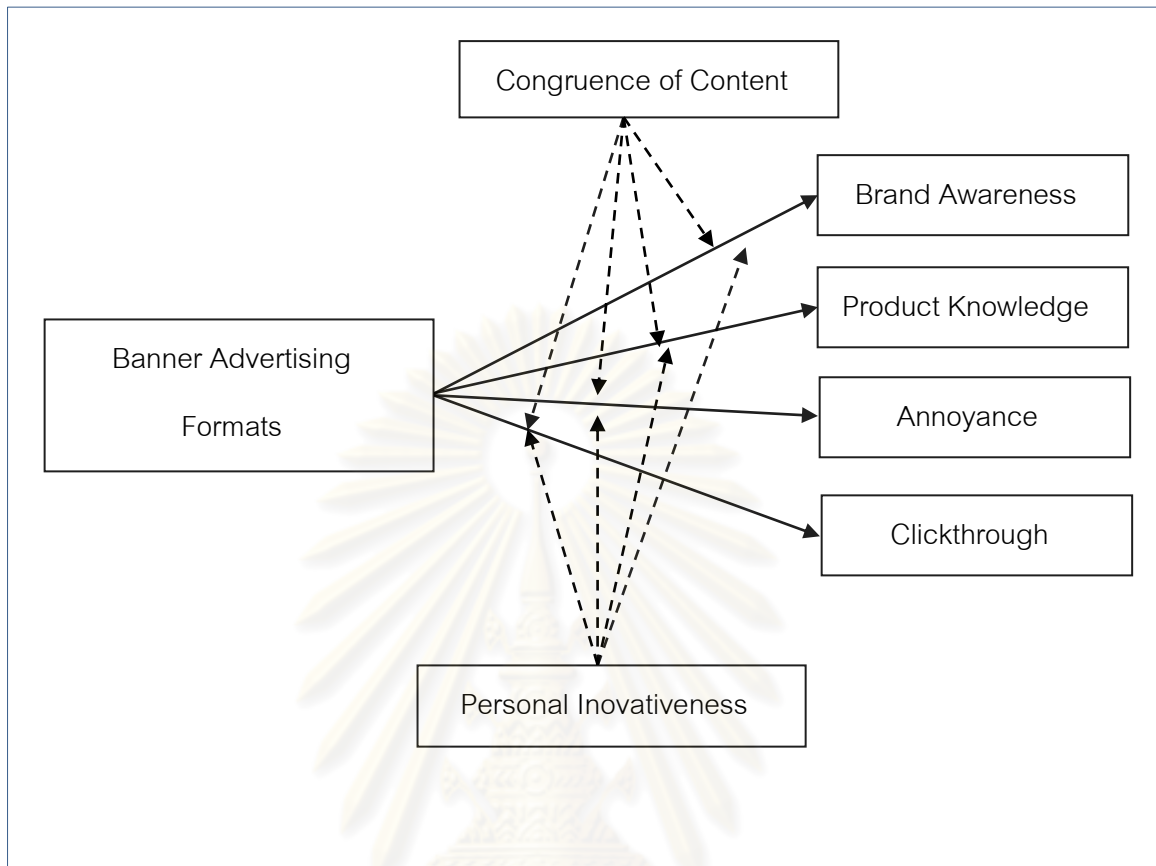 Congruence of Content
Brand Awareness
Product Knowledge
Banner Advertising
Formats
Annoyance
Clickthrough
Personal Inovativeness